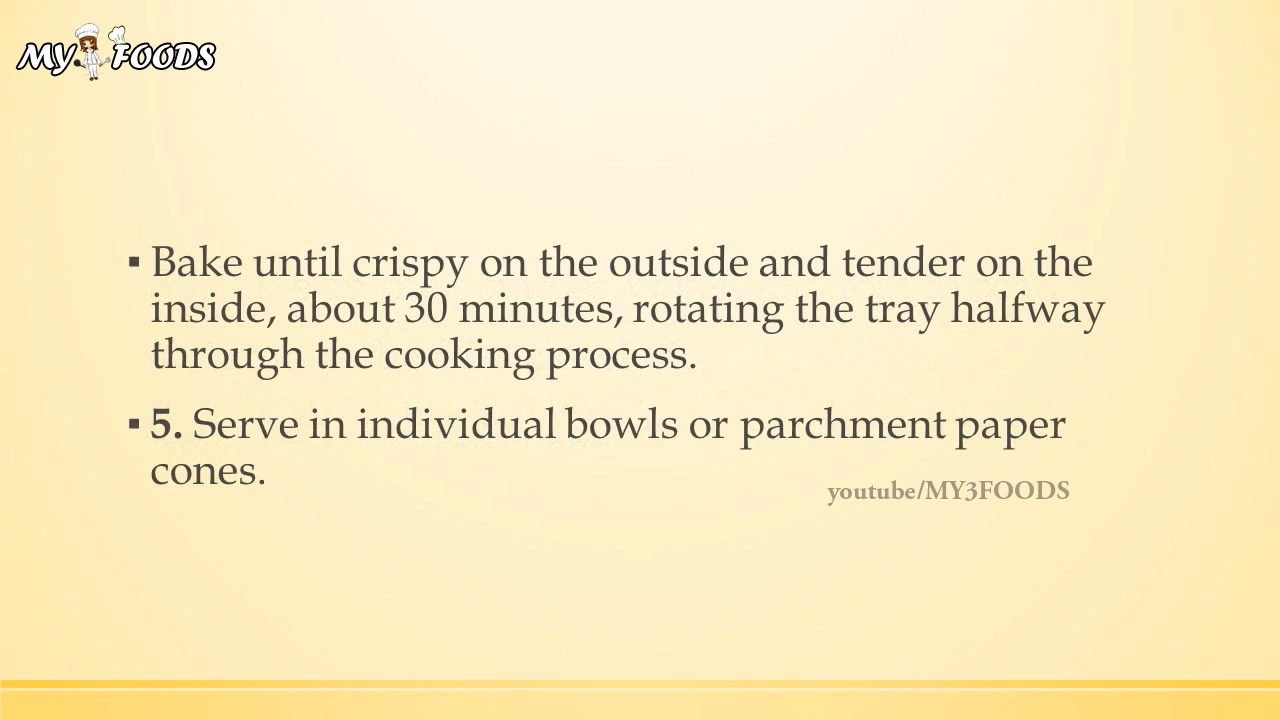 MY FOODS
▪ Bake until crispy on the outside and tender on the
inside, about 30 minutes, rotating the tray halfway
through the cooking process.
▪ 5. Serve in individual bowls or parchment paper
cones.
youtube/MY3FOODS